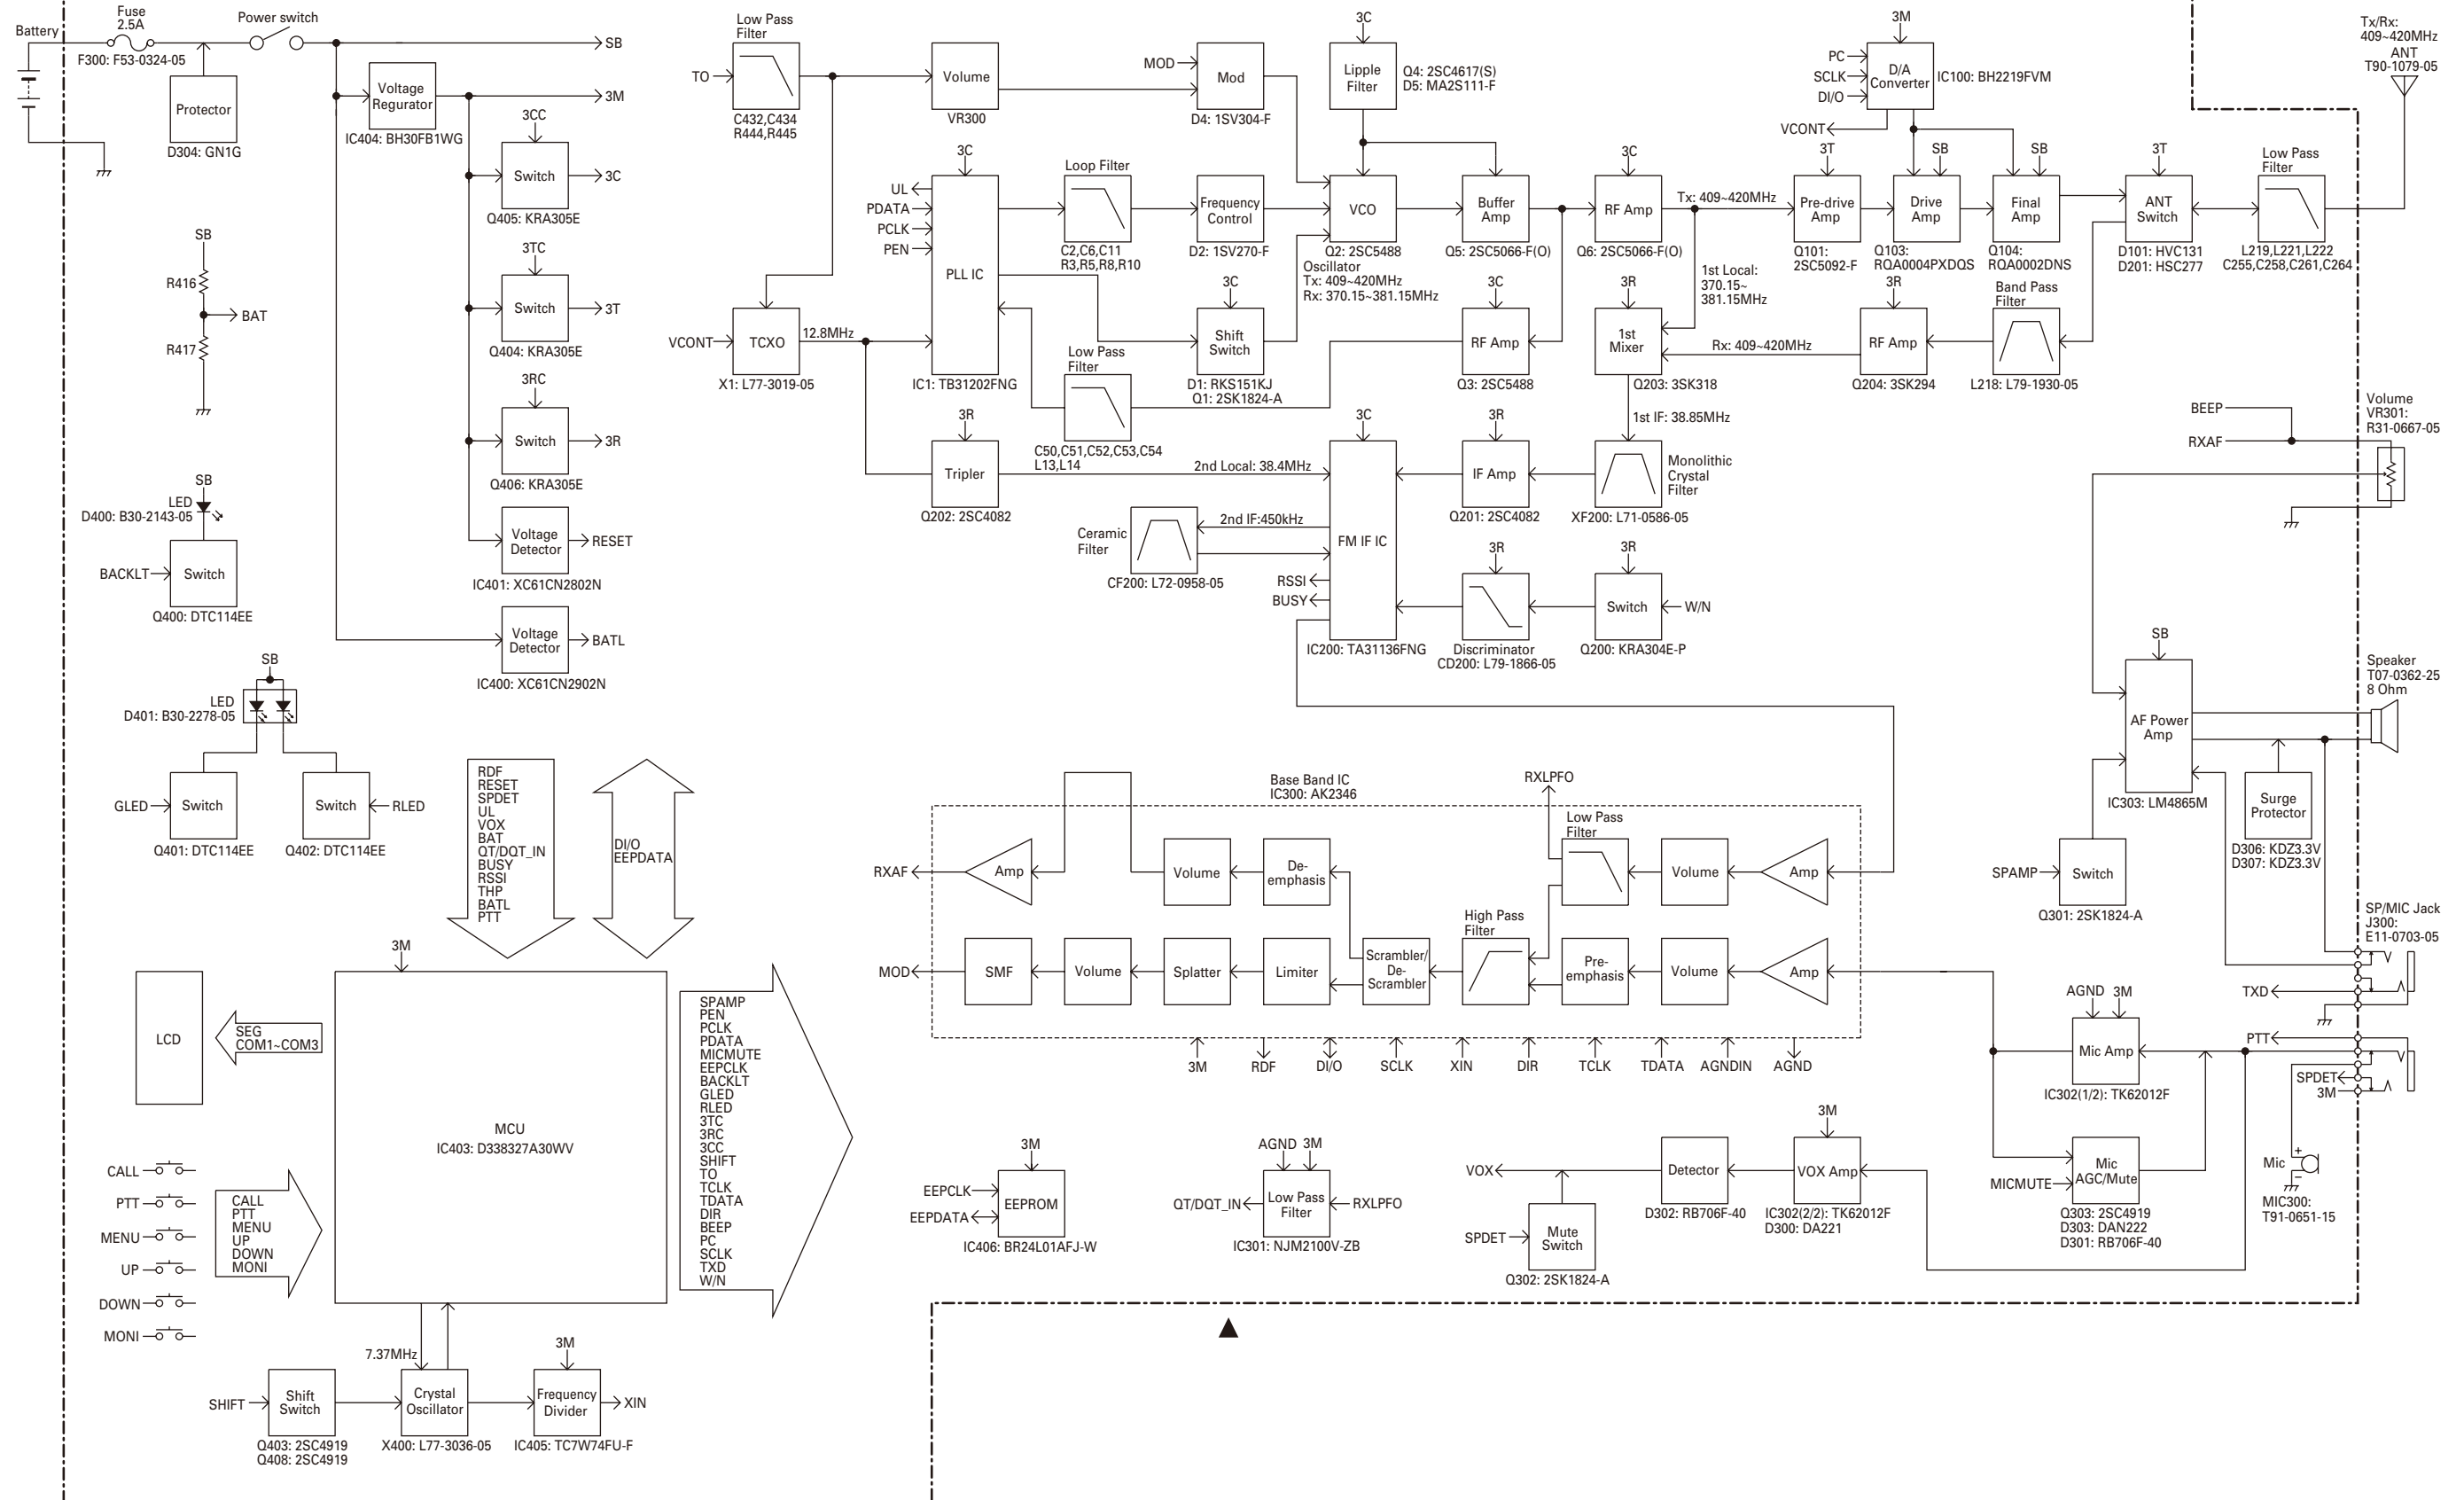 Battery
Fuse
2.5A
F300: F53-0324-05
Power switch
SB
Protector
D304: GN1G
Voltage
Regurator
IC404: BH30FB1WG
3M
3CC
Switch
3C
Q405: KRA305E
3TC
Switch
3T
Q404: KRA305E
3RC
Switch
3R
Q406: KRA305E
Voltage
Detector
RESET
IC401: XC61CN2802N
Voltage
Detector
BATL
IC400: XC61CN2902N
SB
R416
BAT
R417
SB
LED
D400: B30-2143-05
BACKLT
Switch
Q400: DTC114EE
SB
LED
D401: B30-2278-05
GLED
Switch
Q401: DTC114EE
Switch
RLED
Q402: DTC114EE
Low Pass
Filter
TO
C432,C434
R444,R445
Volume
VR300
MOD
Mod
D4: 1SV304-F
3C
Lipple
Filter
Q4: 2SC4617(S)
D5: MA2S111-F
3M
PC
SCLK
DI/O
D/A
Converter
IC100: BH2219FVM
VCONT
Tx/Rx:
409~420MHz
ANT
T90-1079-05
3C
UL
PDATA
PCLK
PEN
PLL IC
IC1: TB31202FNG
Loop Filter
C2,C6,C11
R3,R5,R8,R10
Frequency
Control
D2: 1SV270-F
VCO
Q2: 2SC5488
Oscillator
Tx: 409~420MHz
Rx: 370.15~381.15MHz
Buffer
Amp
Q5: 2SC5066-F(O)
3C
RF Amp
Q6: 2SC5066-F(O)
Tx: 409~420MHz
3T
Pre-drive
Amp
Q101:
2SC5092-F
SB
Drive
Amp
Q103:
RQA0004PXDQS
SB
Final
Amp
Q104:
RQA0002DNS
3T
ANT
Switch
D101: HVC131
D201: HSC277
Low Pass
Filter
L219,L221,L222
C255,C258,C261,C264
VCONT
TCXO
12.8MHz
X1: L77-3019-05
3C
Shift
Switch
D1: RKS151KJ
Q1: 2SK1824-A
Low Pass
Filter
C50,C51,C52,C53,C54
L13,L14
3C
RF Amp
Q3: 2SC5488
1st Local:
370.15~
381.15MHz
3R
1st
Mixer
Q203: 3SK318
Rx: 409~420MHz
3R
RF Amp
Q204: 3SK294
Band Pass
Filter
L218: L79-1930-05
1st IF: 38.85MHz
3R
Tripler
Q202: 2SC4082
2nd Local: 38.4MHz
3C
FM IF IC
IC200: TA31136FNG
3R
IF Amp
Q201: 2SC4082
Monolithic
Crystal
Filter
XF200: L71-0586-05
Ceramic
Filter
CF200: L72-0958-05
2nd IF:450kHz
RSSI
BUSY
3R
Discriminator
CD200: L79-1866-05
3R
Switch
W/N
Q200: KRA304E-P
BEEP
RXAF
Volume
VR301:
R31-0667-05
SB
AF Power
Amp
IC303: LM4865M
Speaker
T07-0362-25
8 Ohm
Surge
Protector
D306: KDZ3.3V
D307: KDZ3.3V
SPAMP
Switch
Q301: 2SK1824-A
SP/MIC Jack
J300:
E11-0703-05
TXD
PTT
SPDET
3M
Mic
MIC300:
T91-0651-15
AGND
3M
Mic Amp
IC302(1/2): TK62012F
MICMUTE
Mic
AGC/Mute
Q303: 2SC4919
D303: DAN222
D301: RB706F-40
Base Band IC
IC300: AK2346
RXLPFO
RXAF
Amp
Volume
De-
emphasis
Low Pass
Filter
Volume
Amp
MOD
SMF
Volume
Splatter
Limiter
Scrambler/
De-
Scrambler
High Pass
Filter
Pre-
emphasis
Volume
Amp
3M
RDF
DI/O
SCLK
XIN
DIR
TCLK
TDATA
AGNDIN
AGND
3M
EEPCLK
EEPDATA
EEPROM
IC406: BR24L01AFJ-W
AGND
3M
QT/DQT_IN
Low Pass
Filter
RXLPFO
IC301: NJM2100V-ZB
VOX
SPDET
Mute
Switch
Q302: 2SK1824-A
Detector
D302: RB706F-40
3M
VOX Amp
IC302(2/2): TK62012F
D300: DA221
RDF
RESET
SPDET
UL
VOX
BAT
QT/DQT_IN
BUSY
RSSI
THP
BATL
PTT
DI/O
EEPDATA
3M
MCU
IC403: D338327A30WV
LCD
SEG
COM1~COM3
CALL
PTT
MENU
UP
DOWN
MONI
CALL
PTT
MENU
UP
DOWN
MONI
SPAMP
PEN
PCLK
PDATA
MICMUTE
EEPCLK
BACKLT
GLED
RLED
3TC
3RC
3CC
SHIFT
TO
TCLK
TDATA
DIR
BEEP
PC
SCLK
TXD
W/N
7.37MHz
SHIFT
Shift
Switch
Q403: 2SC4919
Q408: 2SC4919
Crystal
Oscillator
X400: L77-3036-05
3M
Frequency
Divider
XIN
IC405: TC7W74FU-F